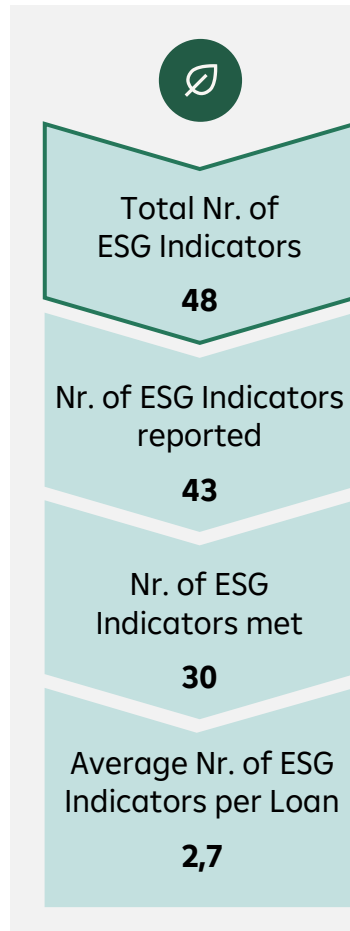 Total Nr. of
ESG Indicators
48
Nr. of ESG Indicators
reported
43
Nr. of ESG
Indicators met
30
Average Nr. of ESG
Indicators per Loan
2,7